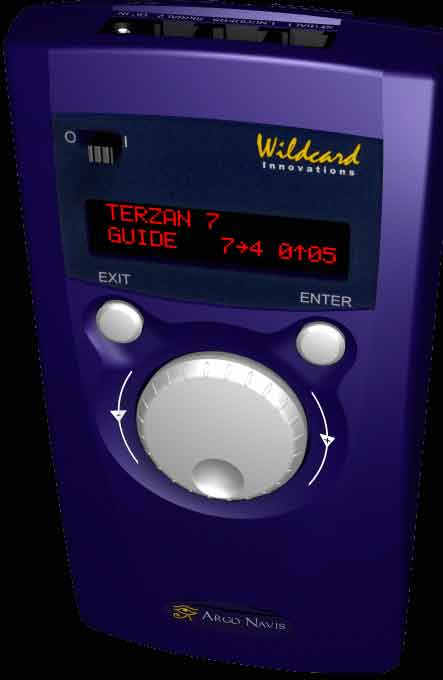 O I
Wildcard
Innovations
TERZAN 7
GUIDE 7→4 0↑05
EXIT
ENTER
-
+
ARGO NAVIS